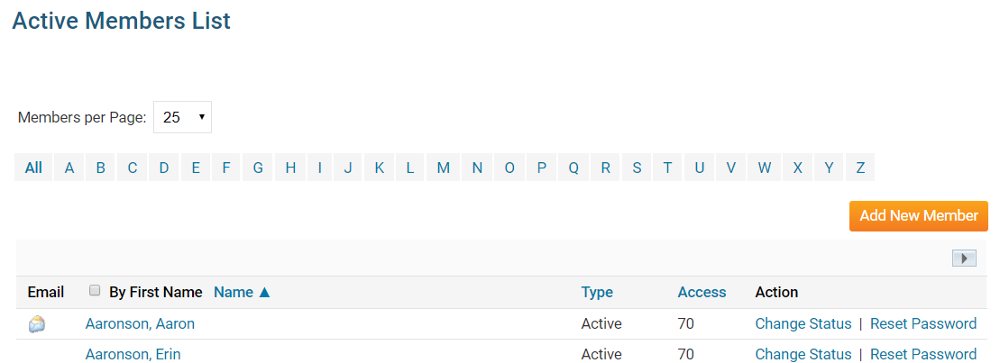 Active Members List
Members per Page: 25
All A B C D E F G H I J K L M N O P Q R S T U V W X Y Z
Add New Member
Email By First Name Name ▲ Type Access Action
Aaronson, Aaron Active 70 Change Status | Reset Password
Aaronson, Erin Active 70 Change Status | Reset Password